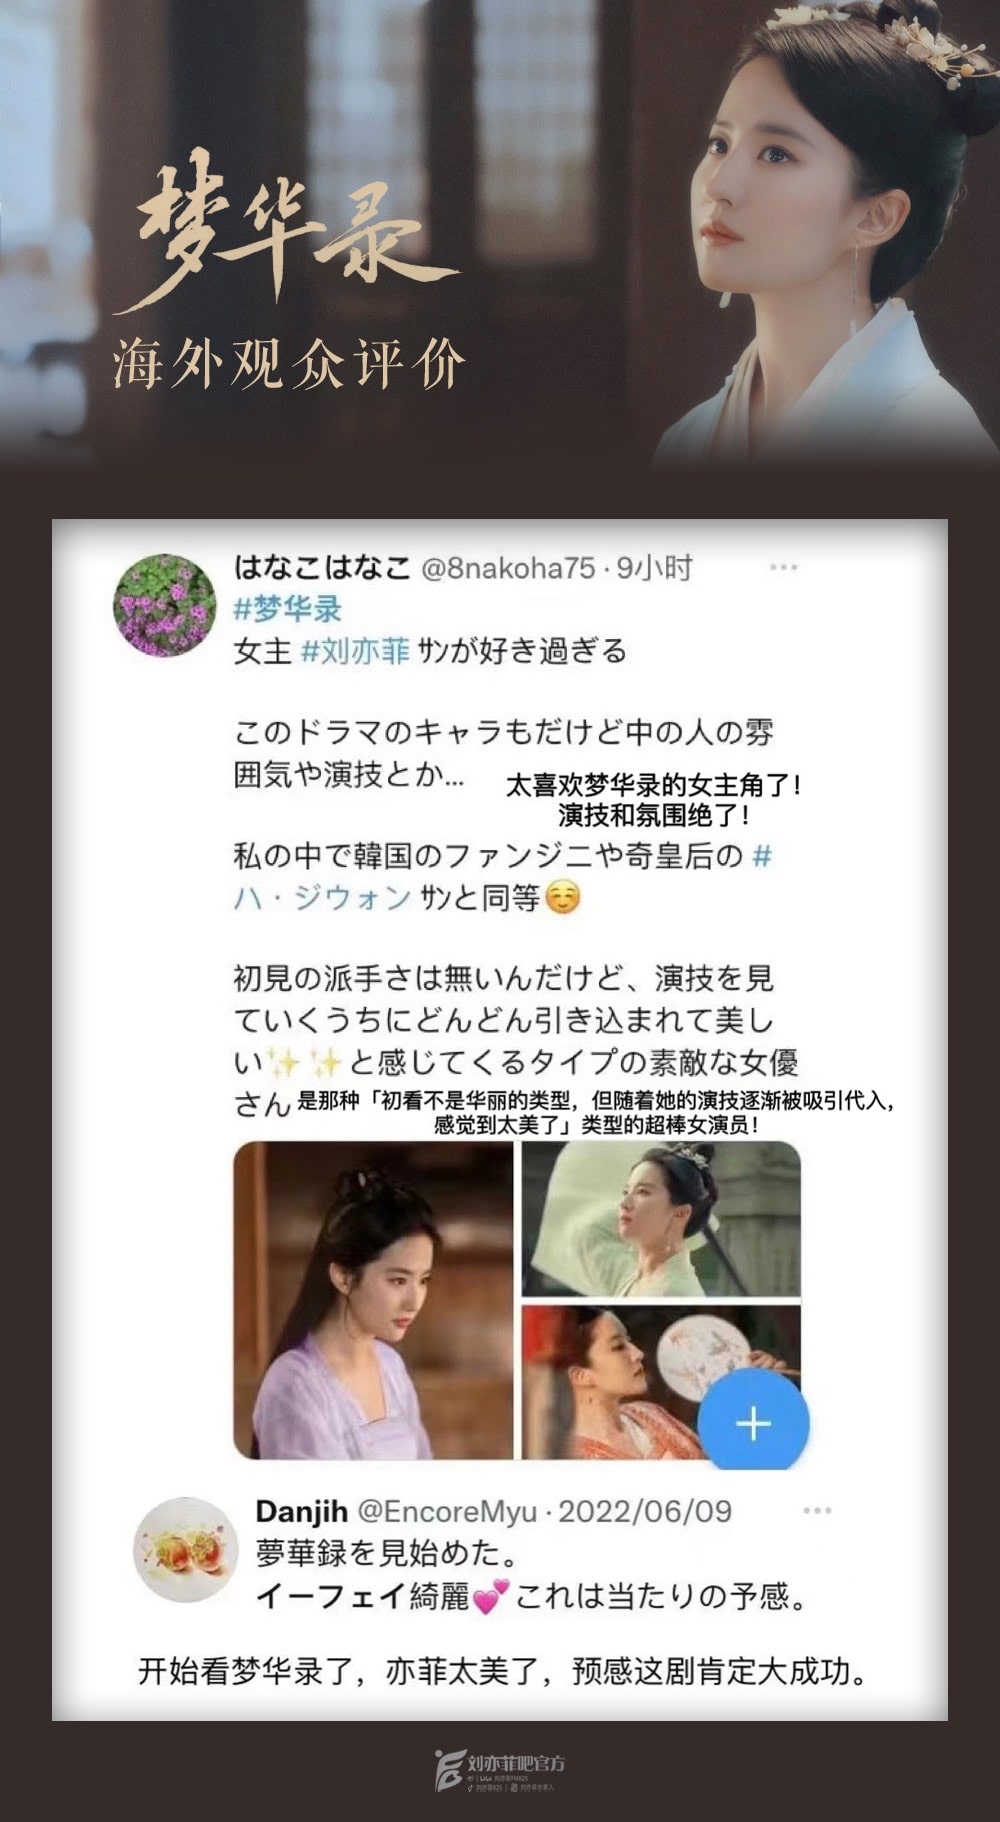 梦华录
海外观众评价
はなこはなこ @8nakoha75 · 9小时
#梦华录
女主 #刘亦菲 ｻﾝが好き過ぎる
このドラマのキャラもだけど中の人の雰
囲気や演技とか...
太喜欢梦华录的女主角了！
演技和氛围绝了！
私の中で韓国のファンジニや奇皇后の #
ハ・ジウォン ｻﾝと同等☺️
初見の派手さは無いんだけど、演技を見
ていくうちにどんどん引き込まれて美し
い✨✨と感じてくるタイプの素敵な女優
さん
是那种「初看不是华丽的类型，但随着她的演技逐渐被吸引代入，
感觉到太美了」类型的超棒女演员！
Danjih @EncoreMyu · 2022/06/09
夢華録を見始めた。
イーフェイ綺麗💕これは当たりの予感。
开始看梦华录了，亦菲太美了，预感这剧肯定大成功。
刘亦菲吧官方